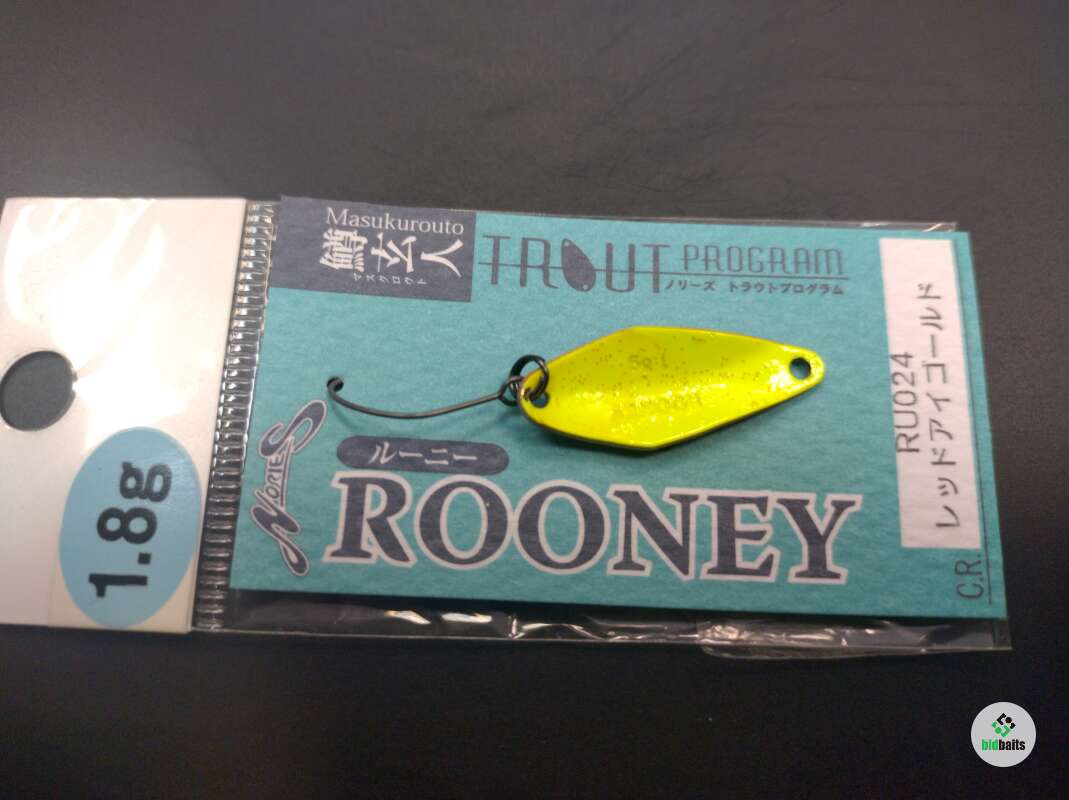 Masukurouto
鱒玄人
マスクロウト
TROUT PROGRAM
ノリーズ トラウトプログラム
1.8g
NORIES
ルーニー
ROONEY
RU024
レッドアイゴールド
C.R.
1.8g
bidbaits